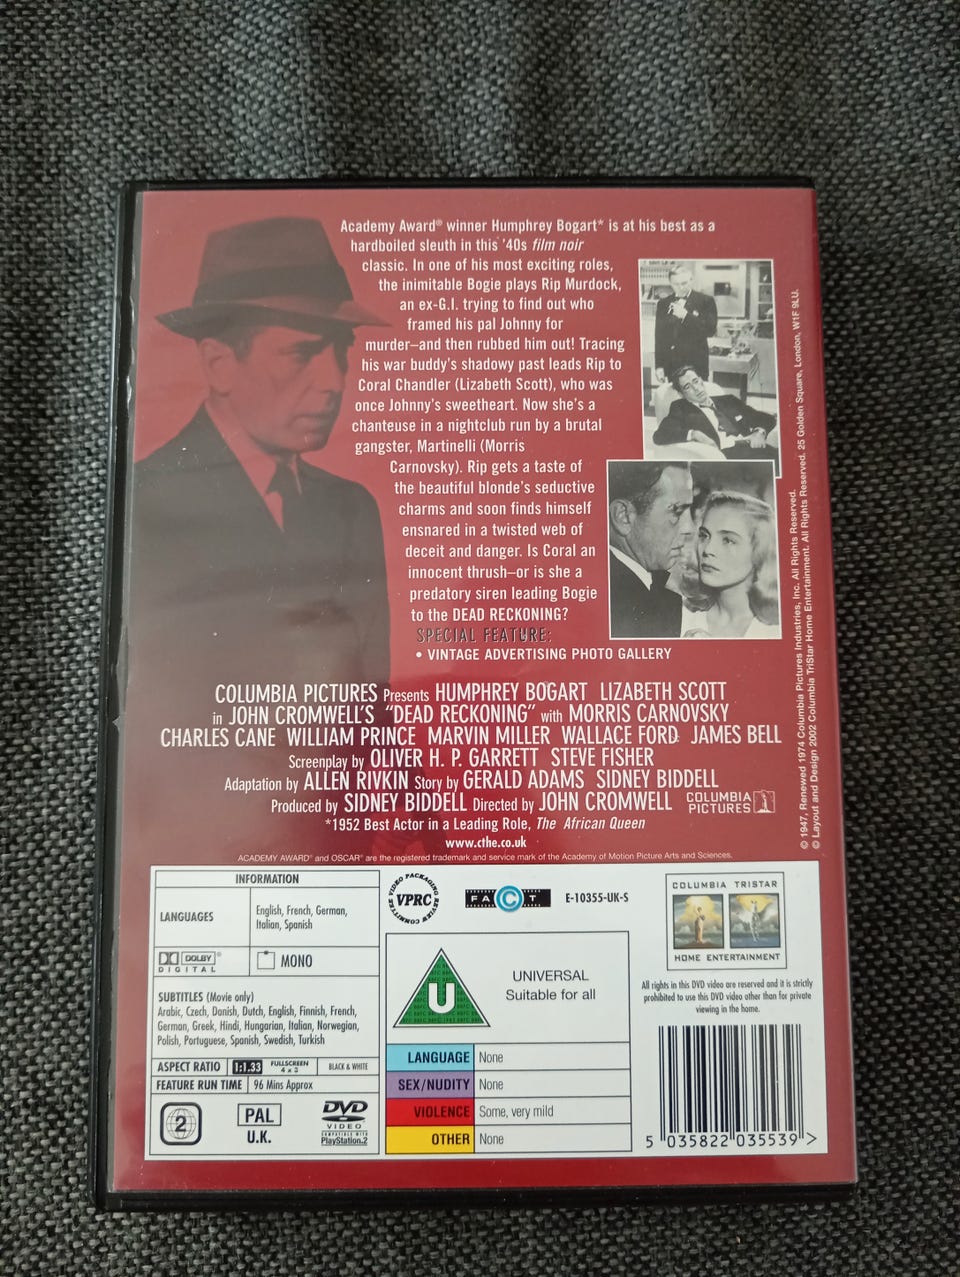 Academy Award® winner Humphrey Bogart* is at his best as a
hardboiled sleuth in this '40s film noir
classic. In one of his most exciting roles,
the inimitable Bogie plays Rip Murdock,
an ex-G.I. trying to find out who
framed his pal Johnny for
murder–and then rubbed him out! Tracing
his war buddy's shadowy past leads Rip to
Coral Chandler (Lizabeth Scott), who was
once Johnny's sweetheart. Now she's a
chanteuse in a nightclub run by a brutal
gangster, Martinelli (Morris
Carnovsky). Rip gets a taste of
the beautiful blonde's seductive
charms and soon finds himself
ensnared in a twisted web of
deceit and danger. Is Coral an
innocent thrush–or is she a
predatory siren leading Bogie
to the DEAD RECKONING?
SPECIAL FEATURE:
• VINTAGE ADVERTISING PHOTO GALLERY
COLUMBIA PICTURES Presents HUMPHREY BOGART LIZABETH SCOTT
in JOHN CROMWELL'S "DEAD RECKONING" with MORRIS CARNOVSKY
CHARLES CANE WILLIAM PRINCE MARVIN MILLER WALLACE FORD JAMES BELL
Screenplay by OLIVER H. P. GARRETT STEVE FISHER
Adaptation by ALLEN RIVKIN Story by GERALD ADAMS SIDNEY BIDDELL
Produced by SIDNEY BIDDELL Directed by JOHN CROMWELL
COLUMBIA
PICTURES
*1952 Best Actor in a Leading Role, The African Queen
www.cthe.co.uk
ACADEMY AWARD® and OSCAR® are the registered trademark and service mark of the Academy of Motion Picture Arts and Sciences.
© 1947, Renewed 1974 Columbia Pictures Industries, Inc. All Rights Reserved.
© Layout and Design 2002 Columbia TriStar Home Entertainment. All Rights Reserved. 25 Golden Square, London, W1F 9LU.
INFORMATION
LANGUAGES
English, French, German,
Italian, Spanish
DOLBY®
DIGITAL
MONO
SUBTITLES (Movie only)
Arabic, Czech, Danish, Dutch, English, Finnish, French,
German, Greek, Hindi, Hungarian, Italian, Norwegian,
Polish, Portuguese, Spanish, Swedish, Turkish
ASPECT RATIO 1:1.33 FULLSCREEN 4 x 3 BLACK & WHITE
FEATURE RUN TIME 96 Mins Approx
2
PAL
U.K.
DVD
VIDEO
COMPATIBLE WITH
PlayStation.2
VIDEO PACKAGING REVIEW COMMITTEE
VPRC
FACT
E-10355-UK-S
U
UNIVERSAL
Suitable for all
LANGUAGE None
SEX/NUDITY None
VIOLENCE Some, very mild
OTHER None
COLUMBIA TRISTAR
HOME ENTERTAINMENT
All rights in this DVD video are reserved and it is strictly
prohibited to use this DVD video other than for private
viewing in the home.
5 035822 035539 >